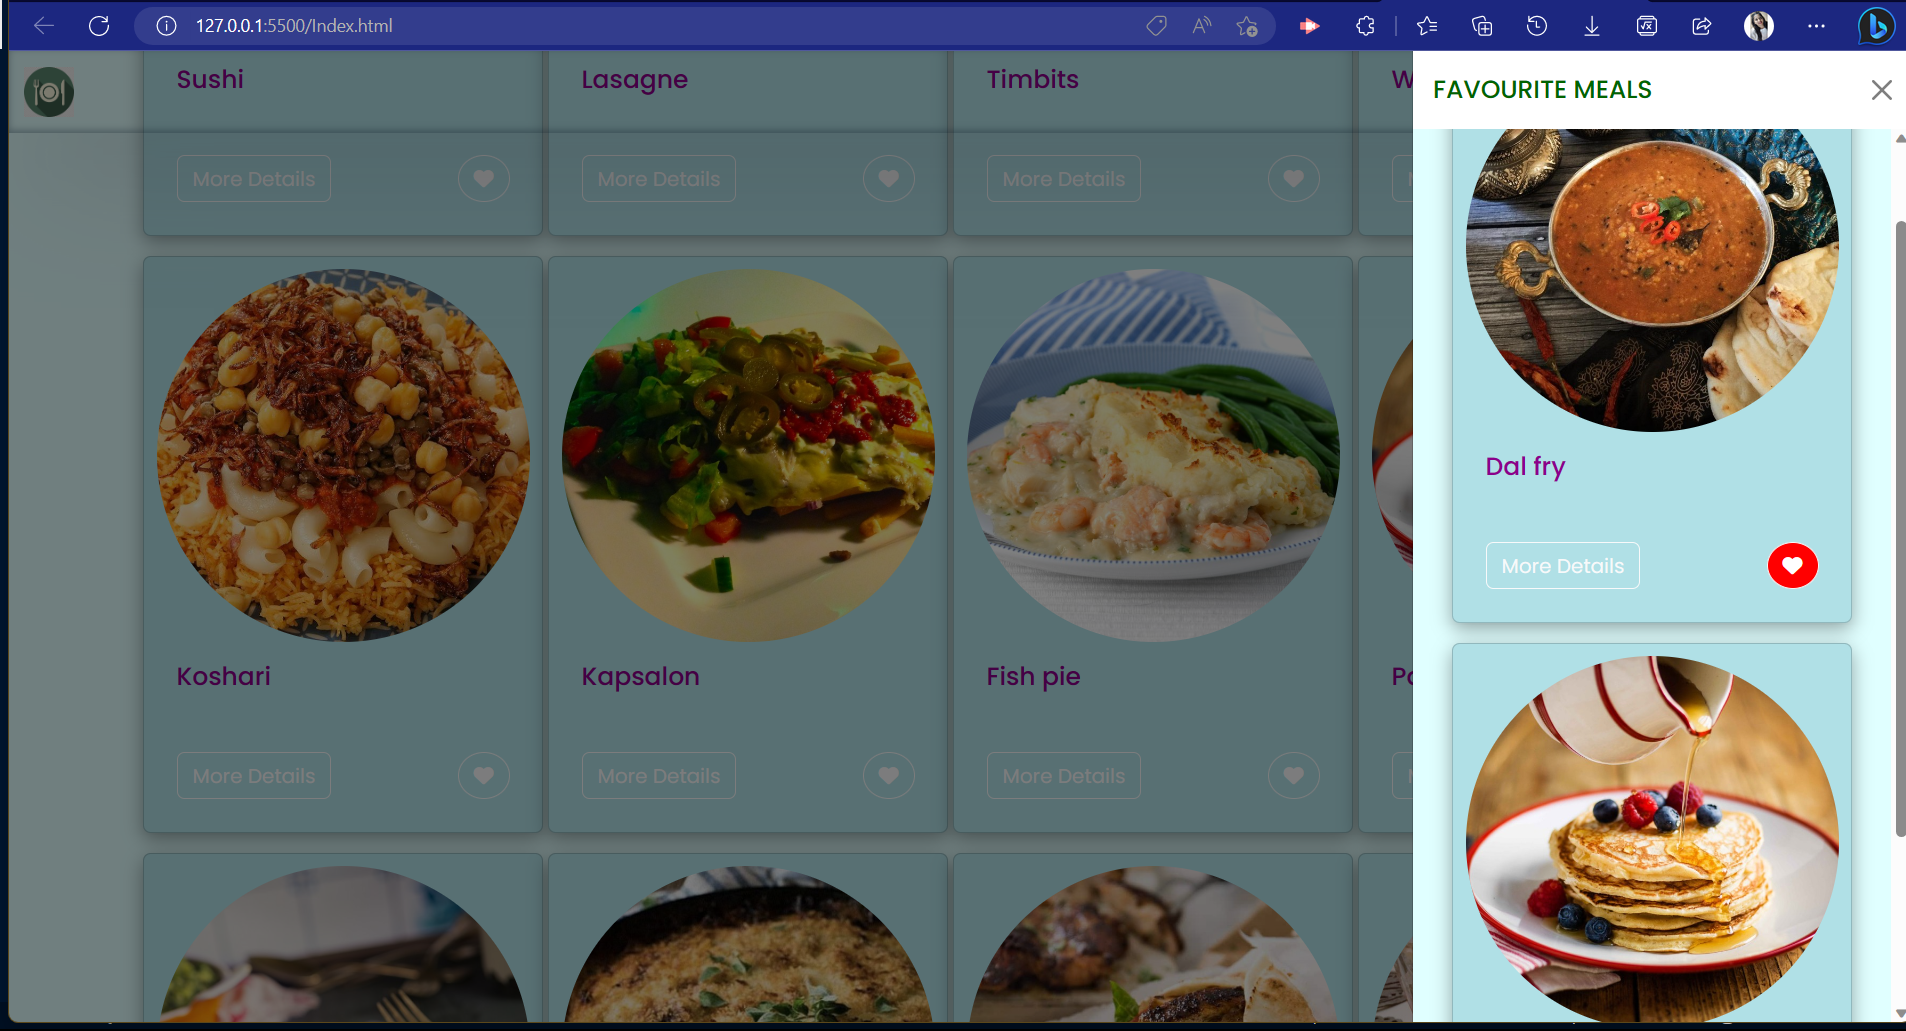 127.0.0.1:5500/Index.html
FAVOURITE MEALS
Sushi
Lasagne
Timbits
More Details
More Details
More Details
Dal fry
More Details
Koshari
Kapsalon
Fish pie
More Details
More Details
More Details